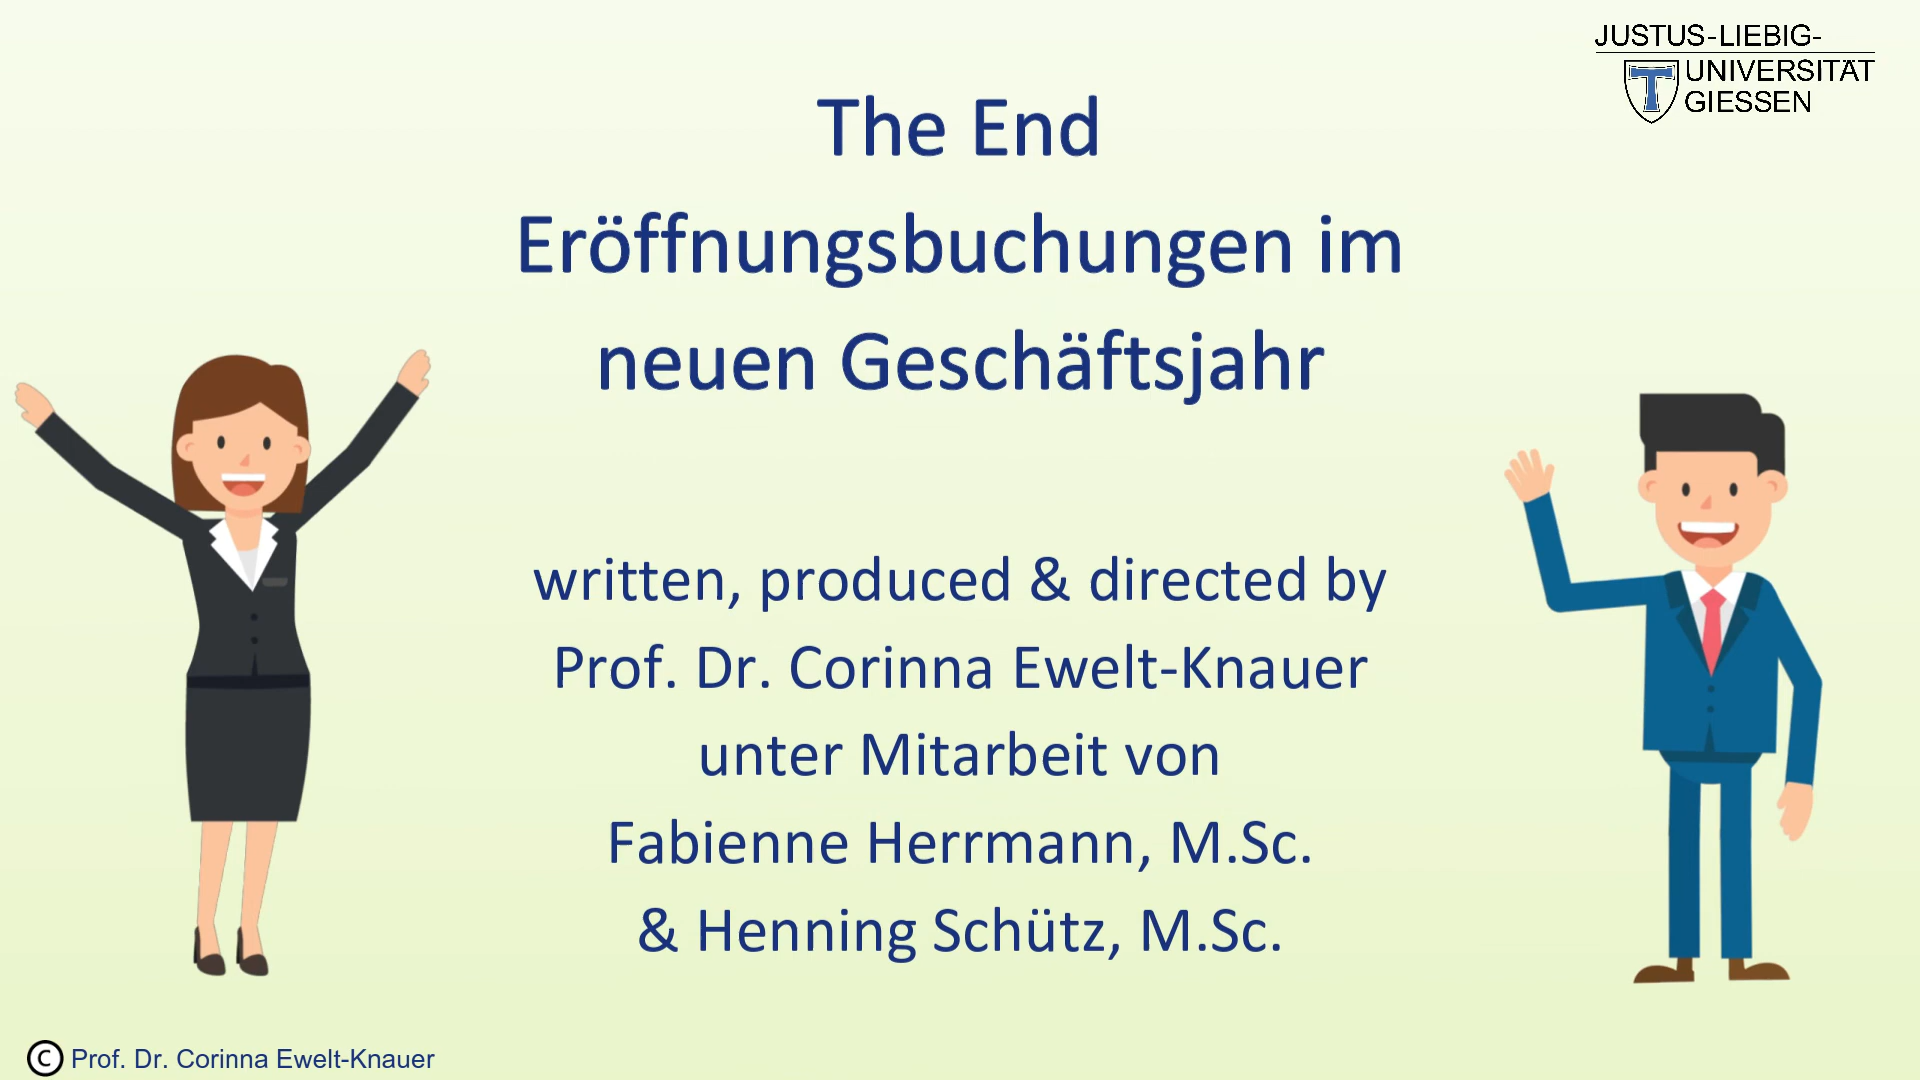 JUSTUS-LIEBIG-
UNIVERSITÄT
GIESSEN
The End
Eröffnungsbuchungen im
neuen Geschäftsjahr
written, produced & directed by
Prof. Dr. Corinna Ewelt-Knauer
unter Mitarbeit von
Fabienne Herrmann, M.Sc.
& Henning Schütz, M.Sc.
© Prof. Dr. Corinna Ewelt-Knauer